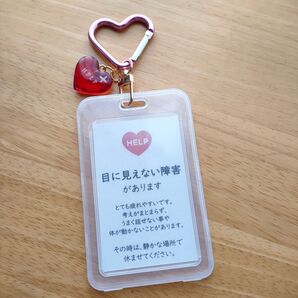 HELP
目に見えない障害
があります
とても疲れやすいです。
考えがまとまらず、
うまく話せない事や
体が動かないことがあります。
その時は、静かな場所で
休ませてください。